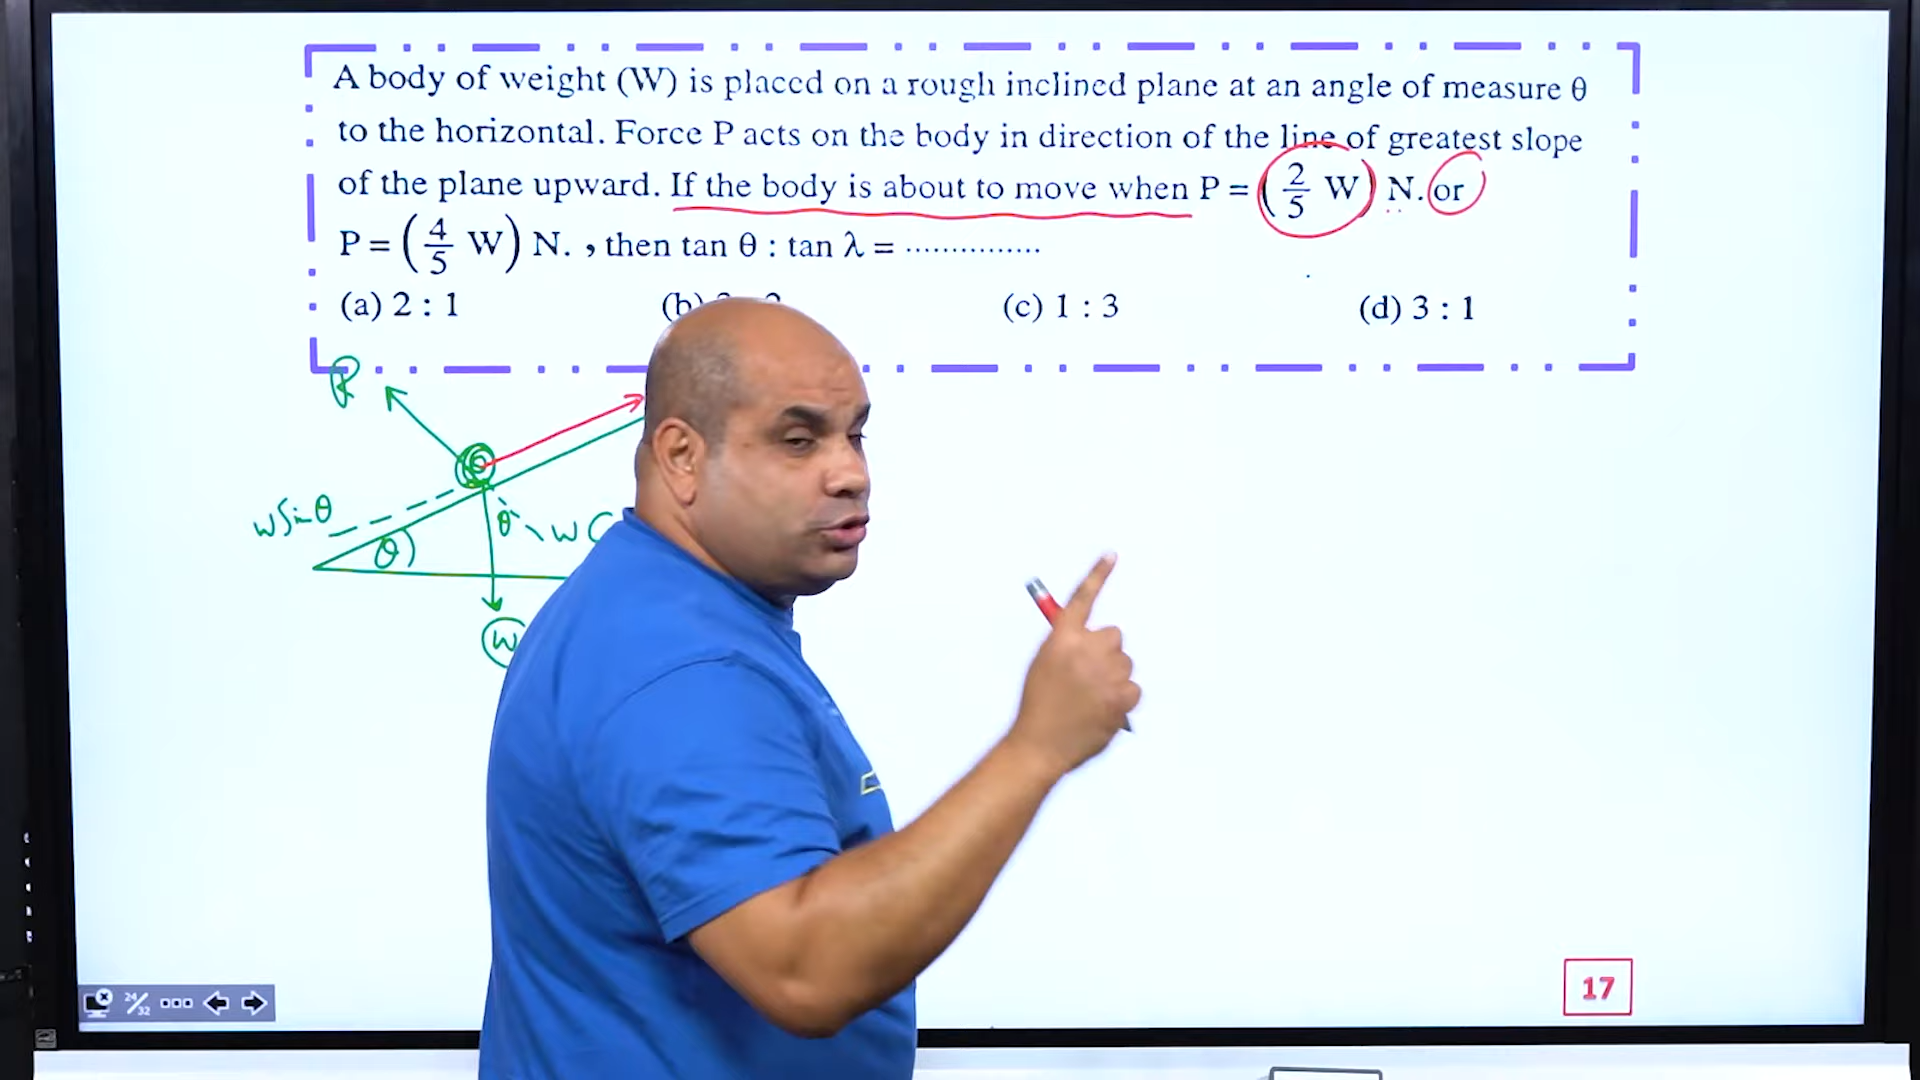 A body of weight (W) is placed on a rough inclined plane at an angle of measure θ
to the horizontal. Force P acts on the body in direction of the line of greatest slope
of the plane upward. If the body is about to move when P = (2/5 W) N. or
P = (4/5 W) N. , then tan θ : tan λ = ...............
(a) 2 : 1 (b) (c) 1 : 3 (d) 3 : 1
R
W Sin θ
θ
θ
W C
W
17
24/32